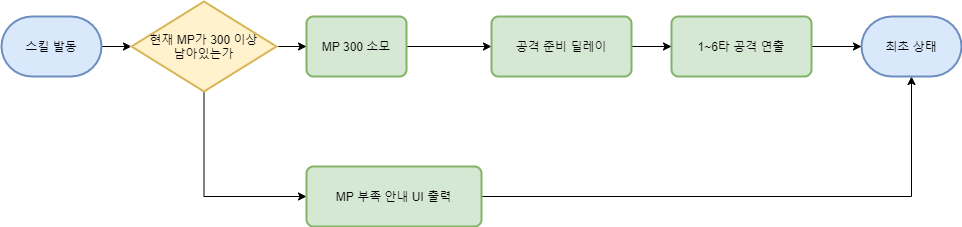 스킬 발동
현재 MP가 300 이상
남아있는가
MP 300 소모
공격 준비 딜레이
1~6타 공격 연출
최초 상태
MP 부족 안내 UI 출력